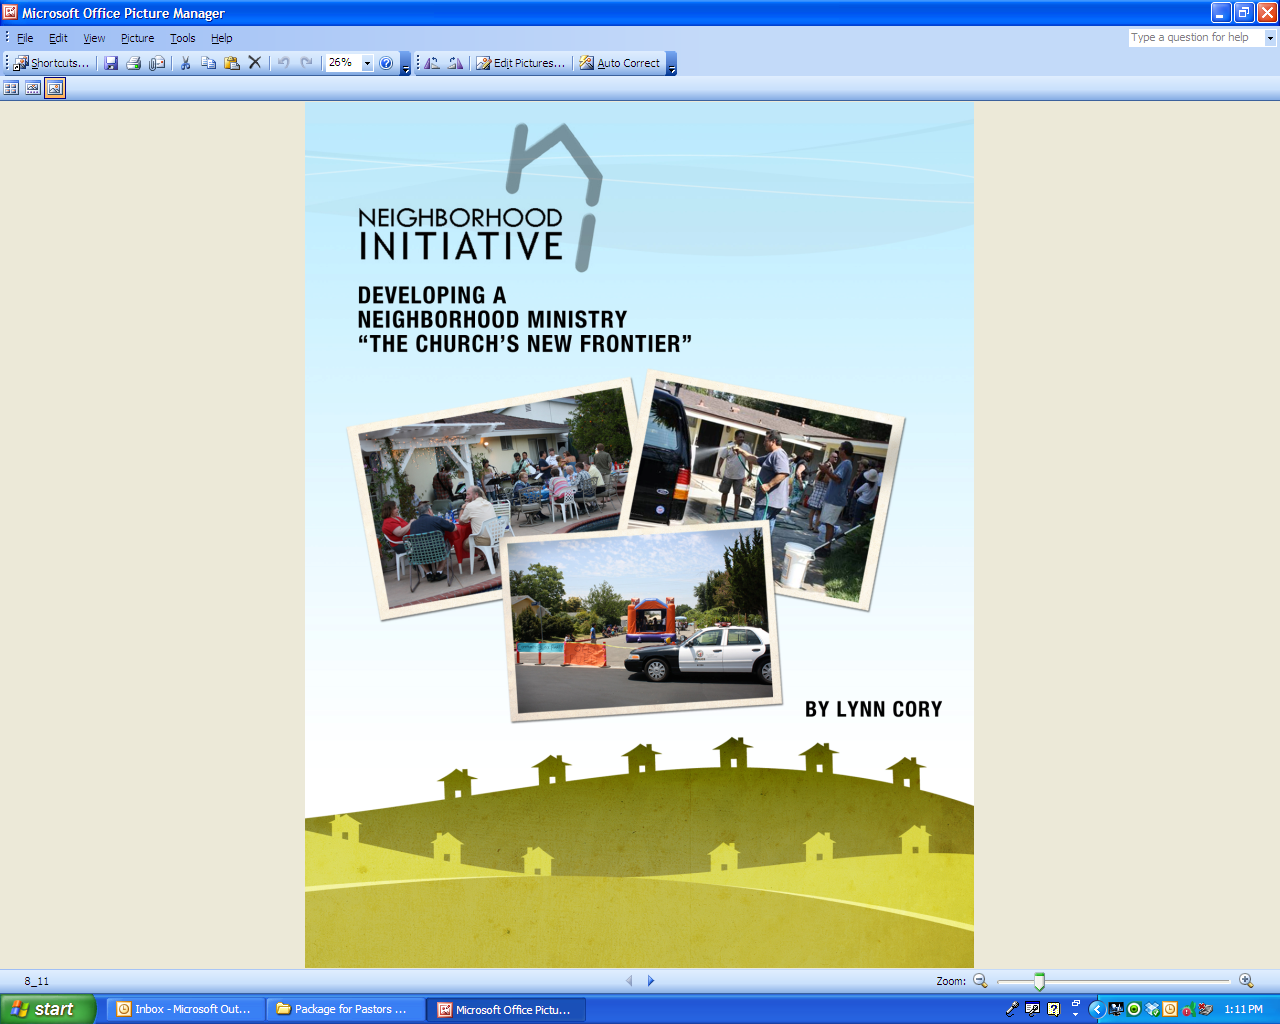 Microsoft Office Picture Manager
File Edit View Picture Tools Help
Type a question for help
Shortcuts... 26% Edit Pictures... Auto Correct
NEIGHBORHOOD
INITIATIVE
DEVELOPING A
NEIGHBORHOOD MINISTRY
“THE CHURCH’S NEW FRONTIER”
BY LYNN CORY
8_11
Zoom:
start
Inbox - Microsoft Out...
Package for Pastors ...
Microsoft Office Pictu...
1:11 PM